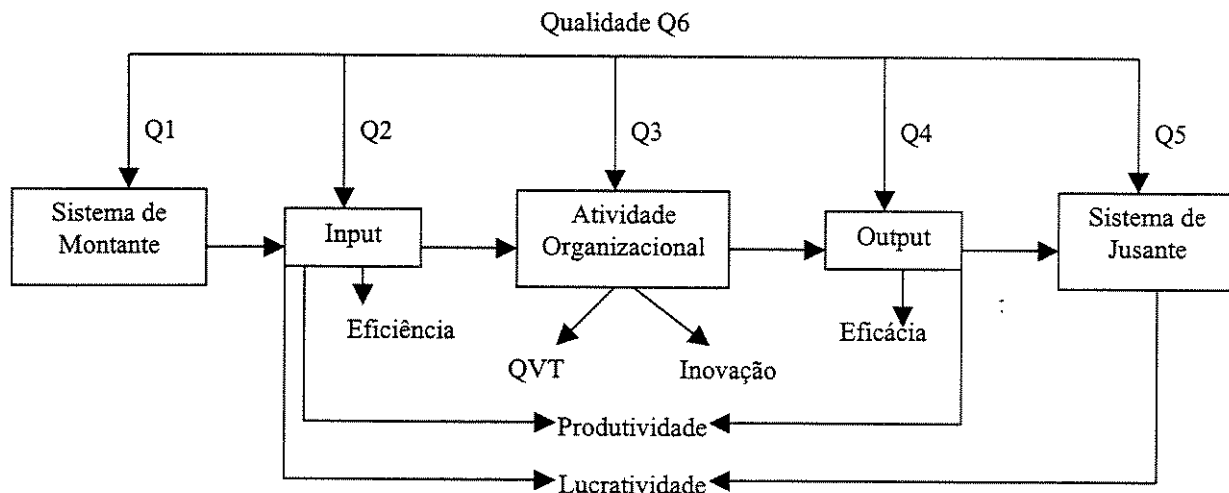 Qualidade Q6
Q1
Q2
Q3
Q4
Q5
Sistema de
Montante
Input
Atividade
Organizacional
Output
Sistema de
Jusante
Eficiência
Eficácia
QVT
Inovação
Produtividade
Lucratividade